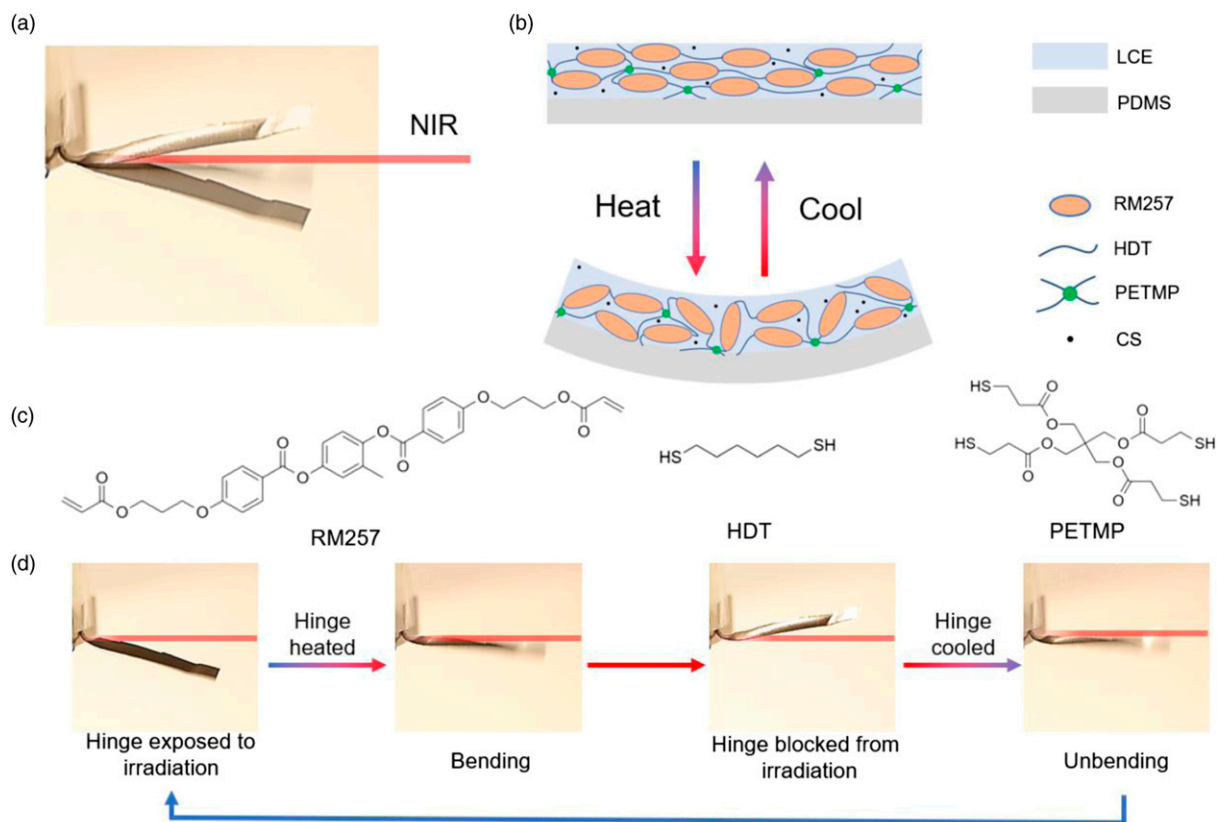 (a)
NIR
(b)
Heat
Cool
LCE
PDMS
RM257
HDT
PETMP
CS
(c)
O
O
O
O
O
O
O
O
O
O
RM257
HS
SH
HDT
HS
O
O
HS
O
O
O
O
SH
O
O
SH
PETMP
(d)
Hinge
heated
Hinge
cooled
Hinge exposed to
irradiation
Bending
Hinge blocked from
irradiation
Unbending